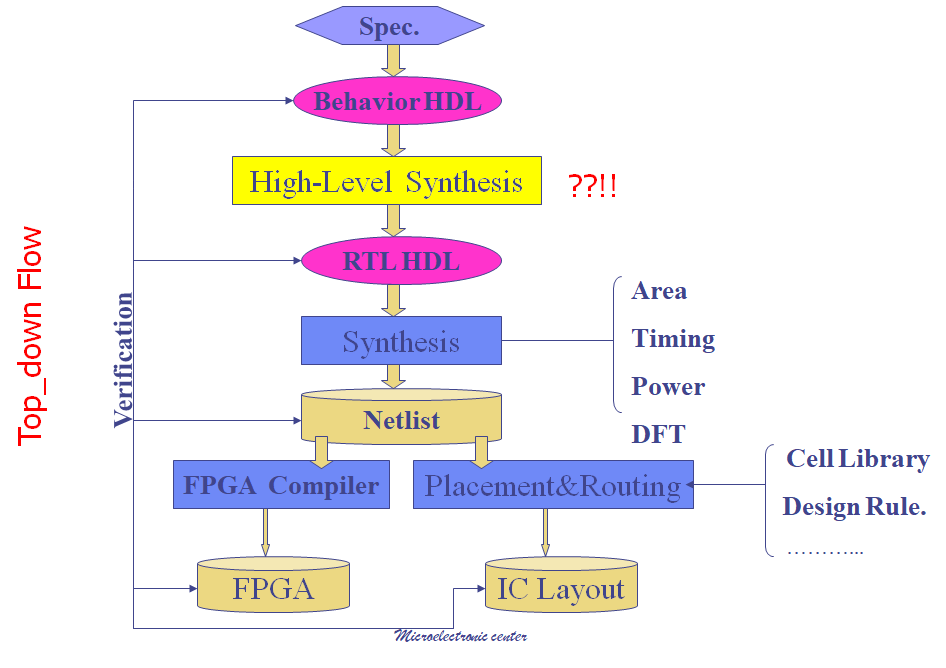 Spec.
Behavior HDL
High-Level Synthesis
??!!
RTL HDL
Top_down Flow
Verification
Area
Synthesis
Timing
Power
Netlist
DFT
Cell Library
FPGA Compiler
Placement&Routing
Design Rule.
………...
FPGA
IC Layout
Microelectronic center